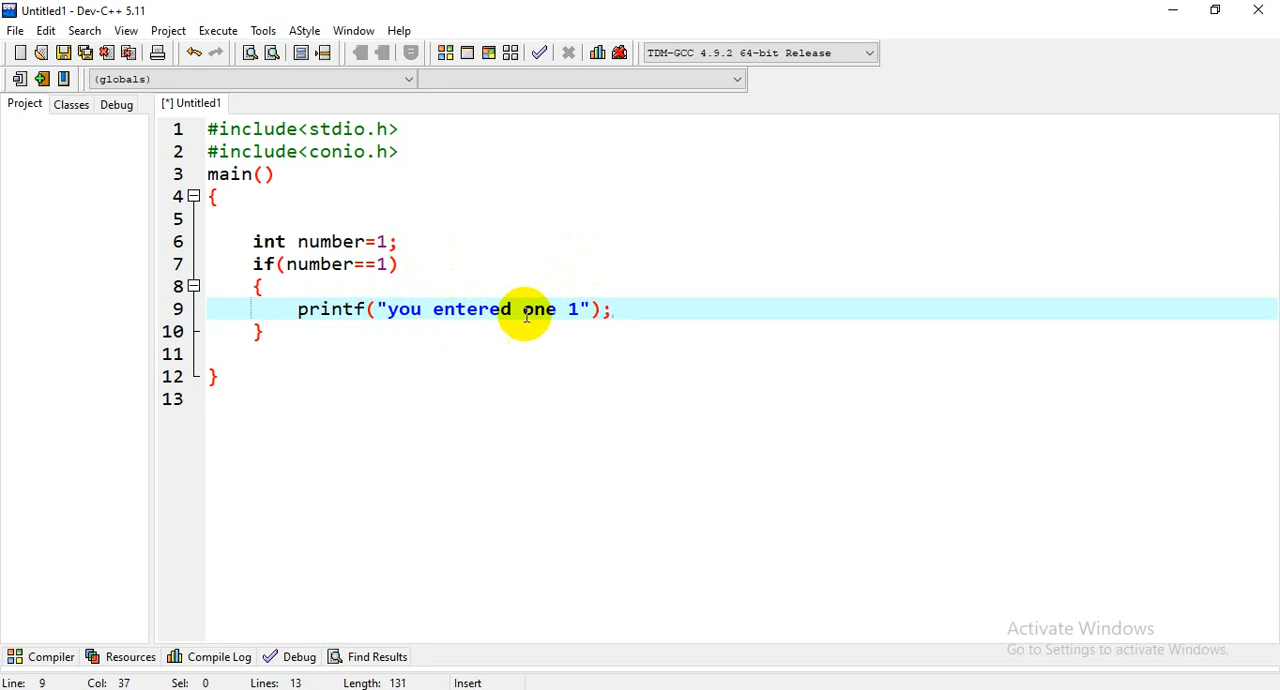 Untitled1 - Dev-C++ 5.11
File Edit Search View Project Execute Tools AStyle Window Help
TDM-GCC 4.9.2 64-bit Release
(globals)
Project Classes Debug [*] Untitled1
1 #include<stdio.h>
2 #include<conio.h>
3 main()
4 {
5
6 int number=1;
7 if(number==1)
8 {
9 printf("you entered one 1");
10 }
11
12 }
13
Activate Windows
Go to Settings to activate Windows.
Compiler Resources Compile Log Debug Find Results
Line: 9 Col: 37 Sel: 0 Lines: 13 Length: 131 Insert